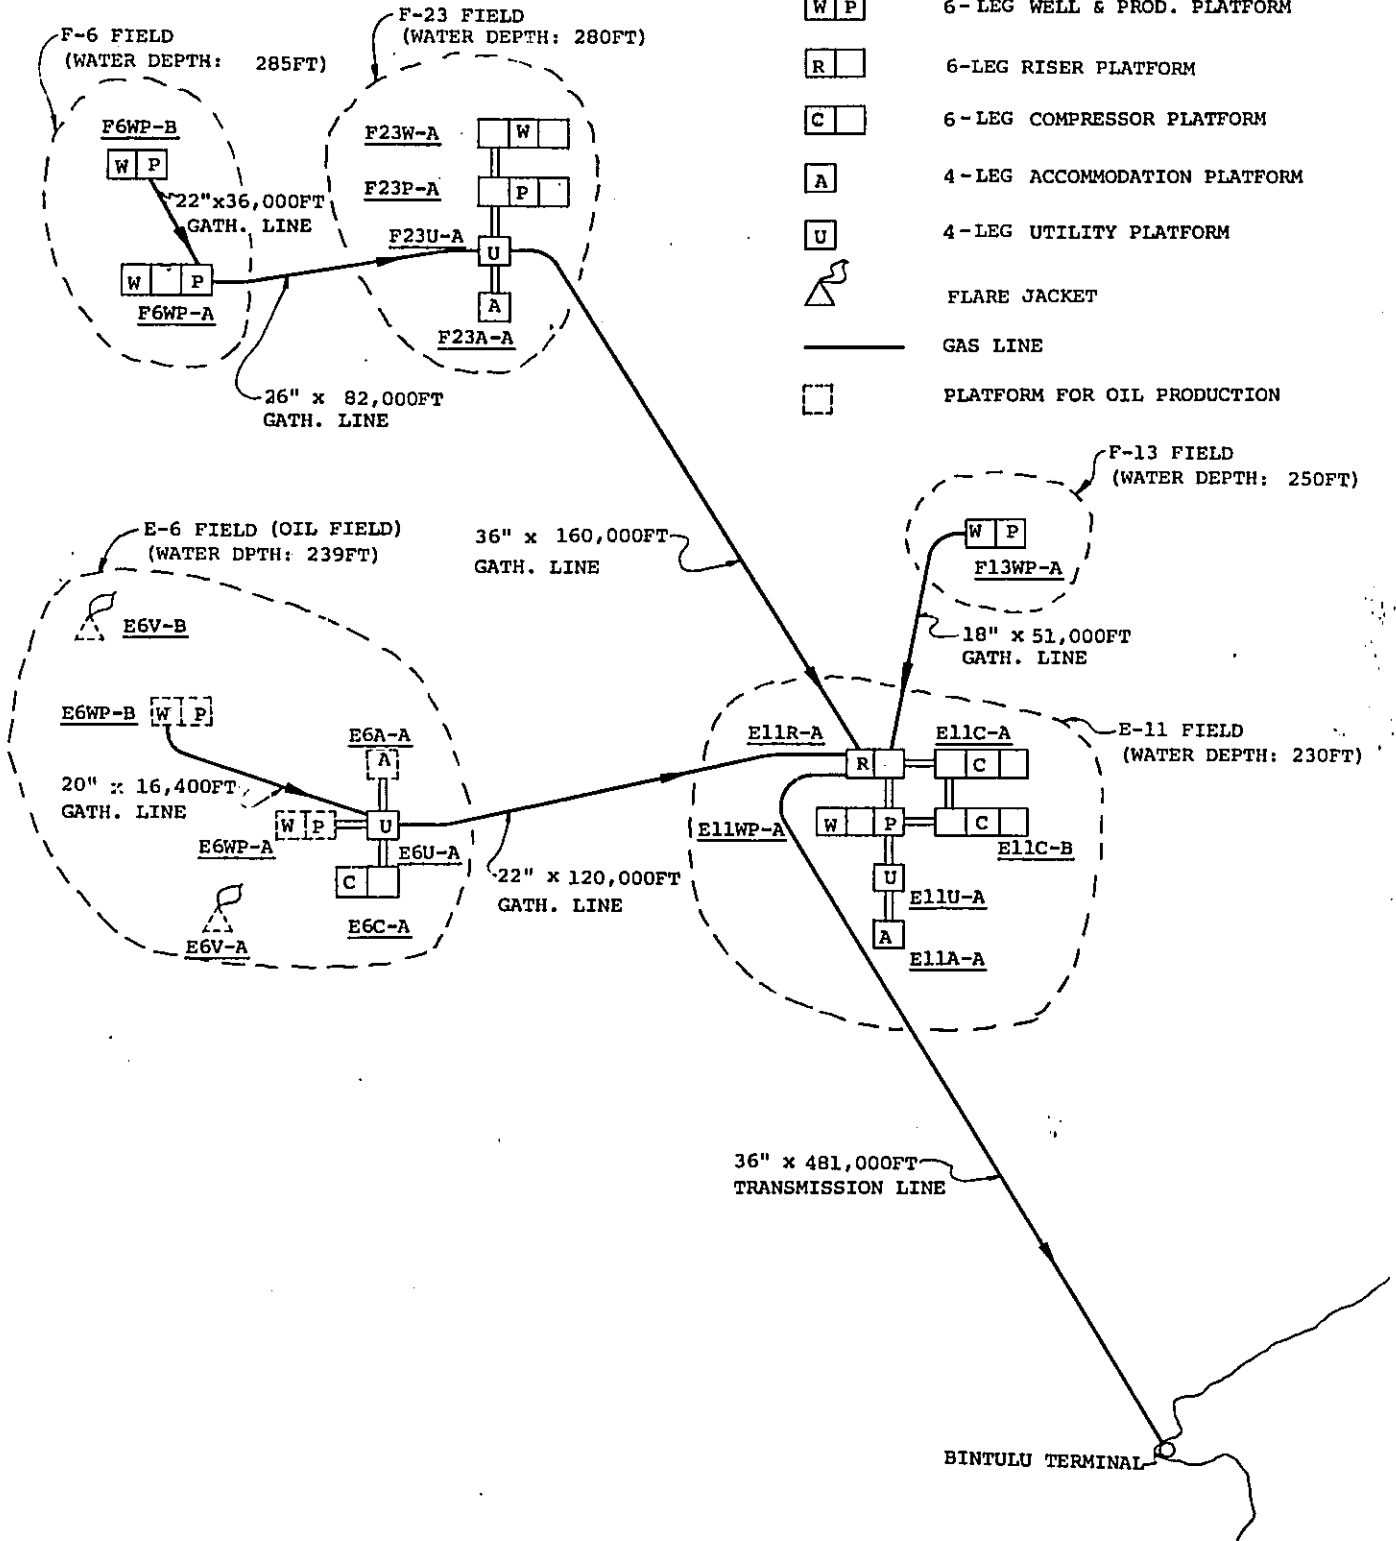 F-23 FIELD
(WATER DEPTH: 280FT)
F-6 FIELD
(WATER DEPTH: 285FT)
W P 6-LEG WELL & PROD. PLATFORM
R 6-LEG RISER PLATFORM
C 6-LEG COMPRESSOR PLATFORM
A 4-LEG ACCOMMODATION PLATFORM
U 4-LEG UTILITY PLATFORM
FLARE JACKET
GAS LINE
PLATFORM FOR OIL PRODUCTION
F6WP-B
W P
22"x36,000FT
GATH. LINE
W P
F6WP-A
F23W-A
W
F23P-A
P
F23U-A
U
A
F23A-A
26" x 82,000FT
GATH. LINE
F-13 FIELD
(WATER DEPTH: 250FT)
W P
F13WP-A
18" x 51,000FT
GATH. LINE
36" x 160,000FT
GATH. LINE
E-6 FIELD (OIL FIELD)
(WATER DPTH: 239FT)
E6V-B
E6WP-B
W P
E6A-A
A
20" x 16,400FT
GATH. LINE
W P
U
E6WP-A
E6U-A
C
E6C-A
E6V-A
22" x 120,000FT
GATH. LINE
E-11 FIELD
(WATER DEPTH: 230FT)
E11R-A
E11C-A
R
C
W P
C
E11WP-A
E11C-B
U
E11U-A
A
E11A-A
36" x 481,000FT
TRANSMISSION LINE
BINTULU TERMINAL